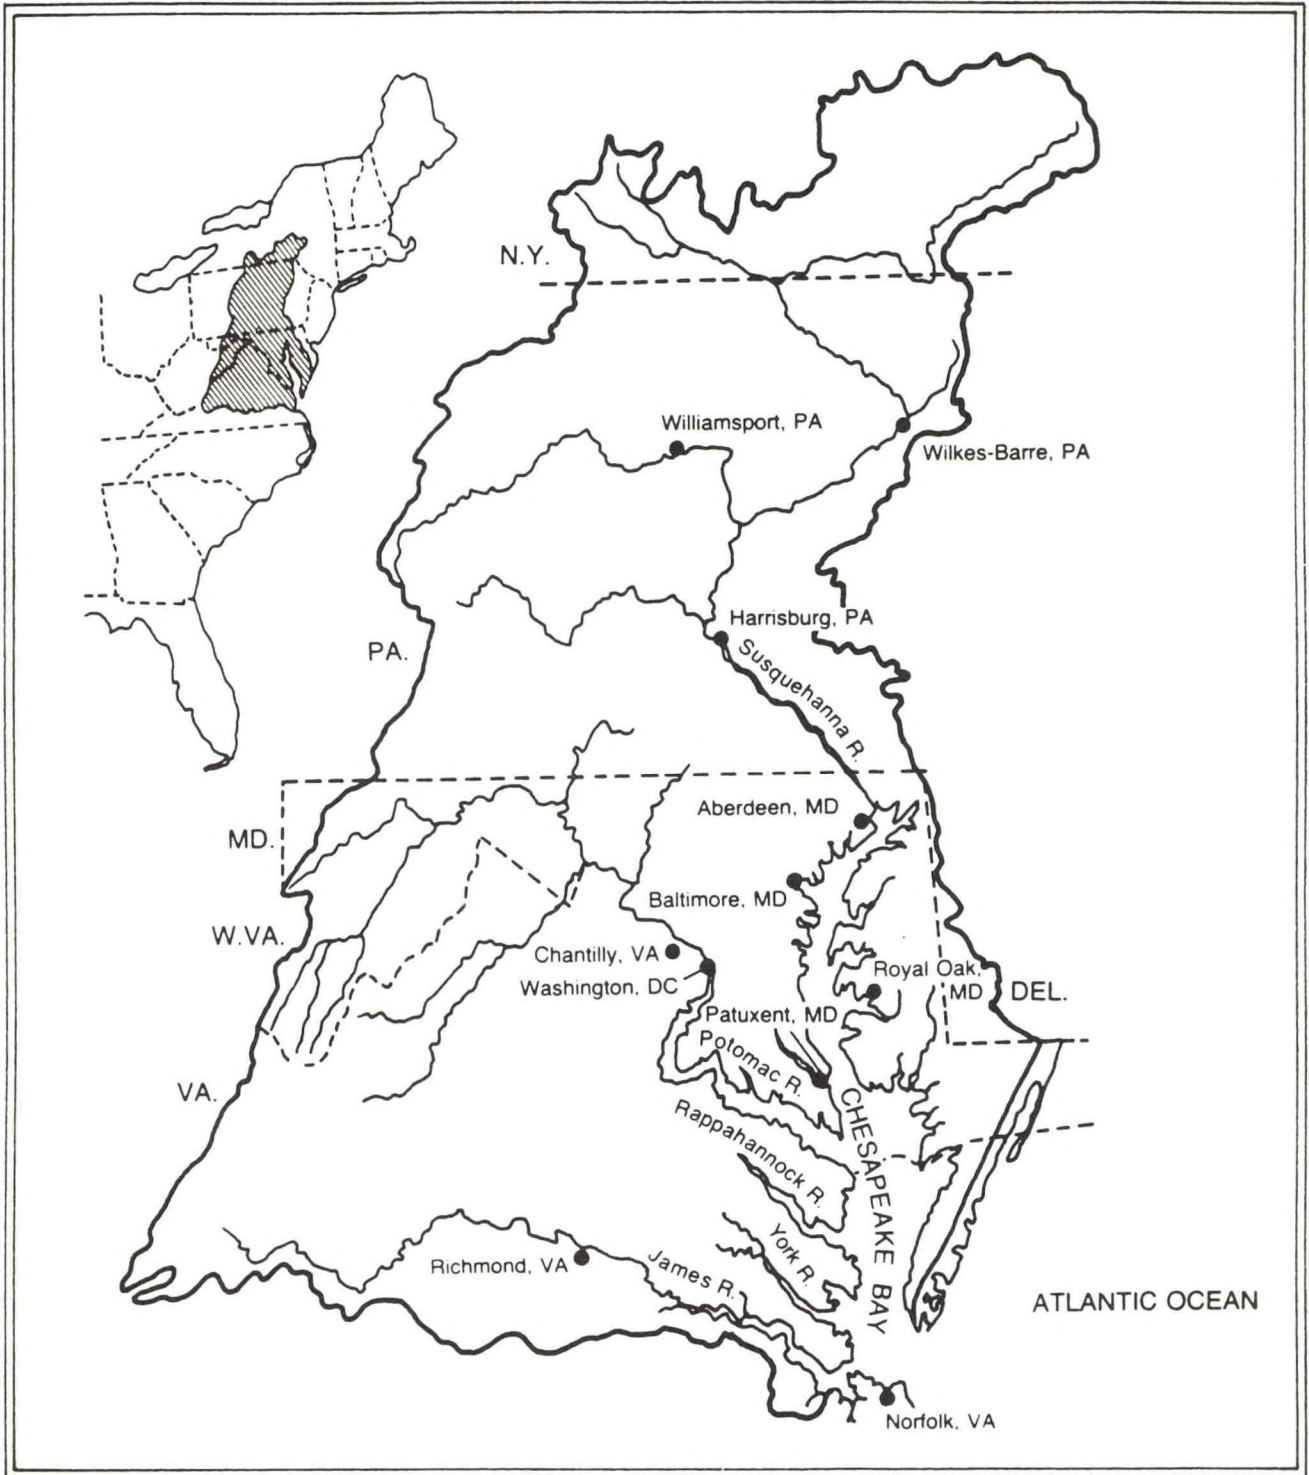 N.Y.
Williamsport, PA
Wilkes-Barre, PA
Harrisburg, PA
PA.
Susquehanna R.
Aberdeen, MD
MD.
Baltimore, MD
W.VA.
Chantilly, VA
Washington, DC
Royal Oak,
MD
DEL.
Patuxent, MD
Potomac R.
VA.
Rappahannock R.
CHESAPEAKE BAY
York R.
James R.
Richmond, VA
ATLANTIC OCEAN
Norfolk, VA